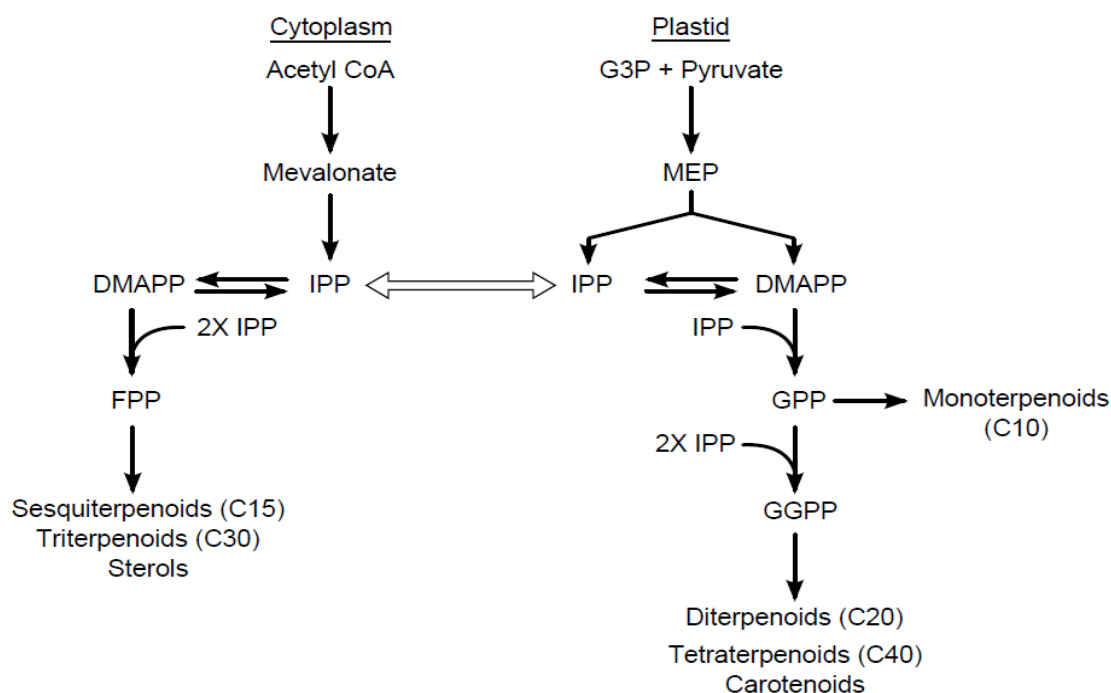 Cytoplasm
Plastid
Acetyl CoA
G3P + Pyruvate
Mevalonate
MEP
DMAPP
IPP
IPP
DMAPP
2X IPP
IPP
FPP
GPP
Monoterpenoids
(C10)
2X IPP
Sesquiterpenoids (C15)
Triterpenoids (C30)
Sterols
GGPP
Diterpenoids (C20)
Tetraterpenoids (C40)
Carotenoids